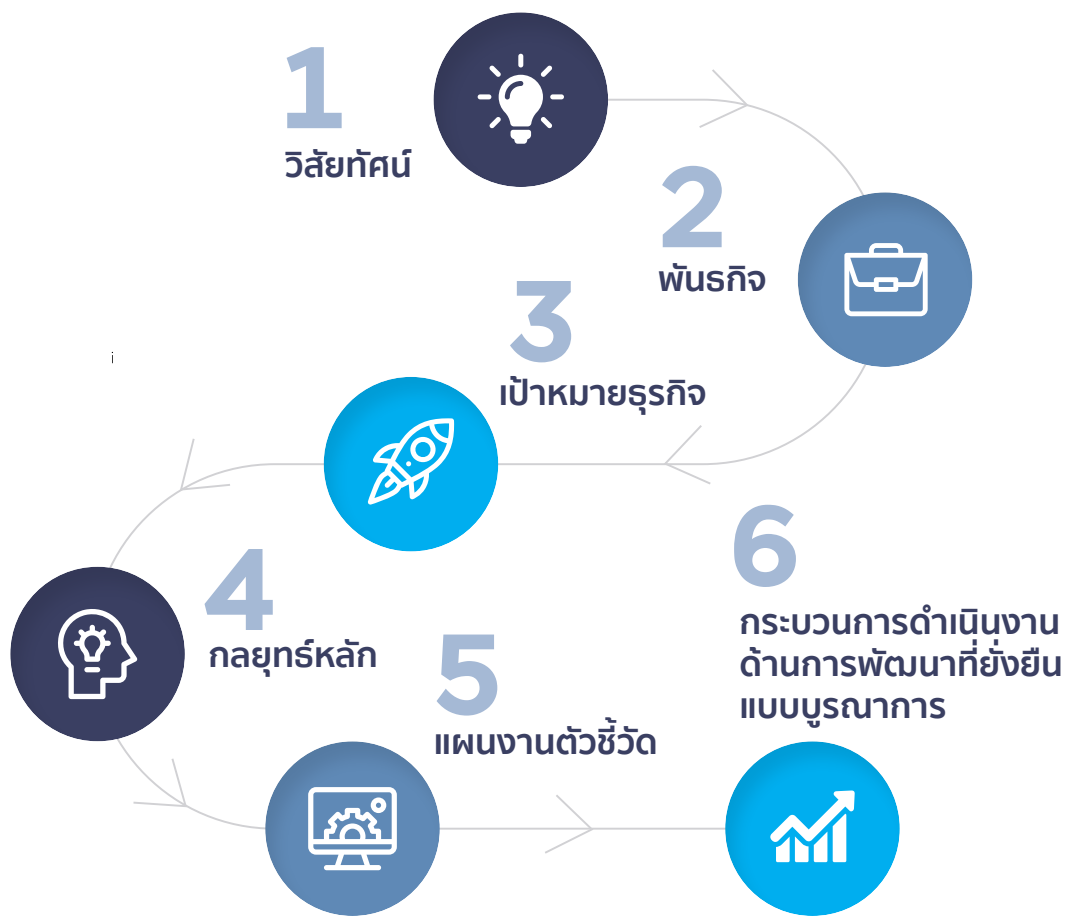 1
วิสัยทัศน์
2
พันธกิจ
3
เป้าหมายธุรกิจ
i
4
กลยุทธ์หลัก
5
แผนงานตัวชี้วัด
6
กระบวนการดำเนินงาน
ด้านการพัฒนาที่ยั่งยืน
แบบบูรณาการ